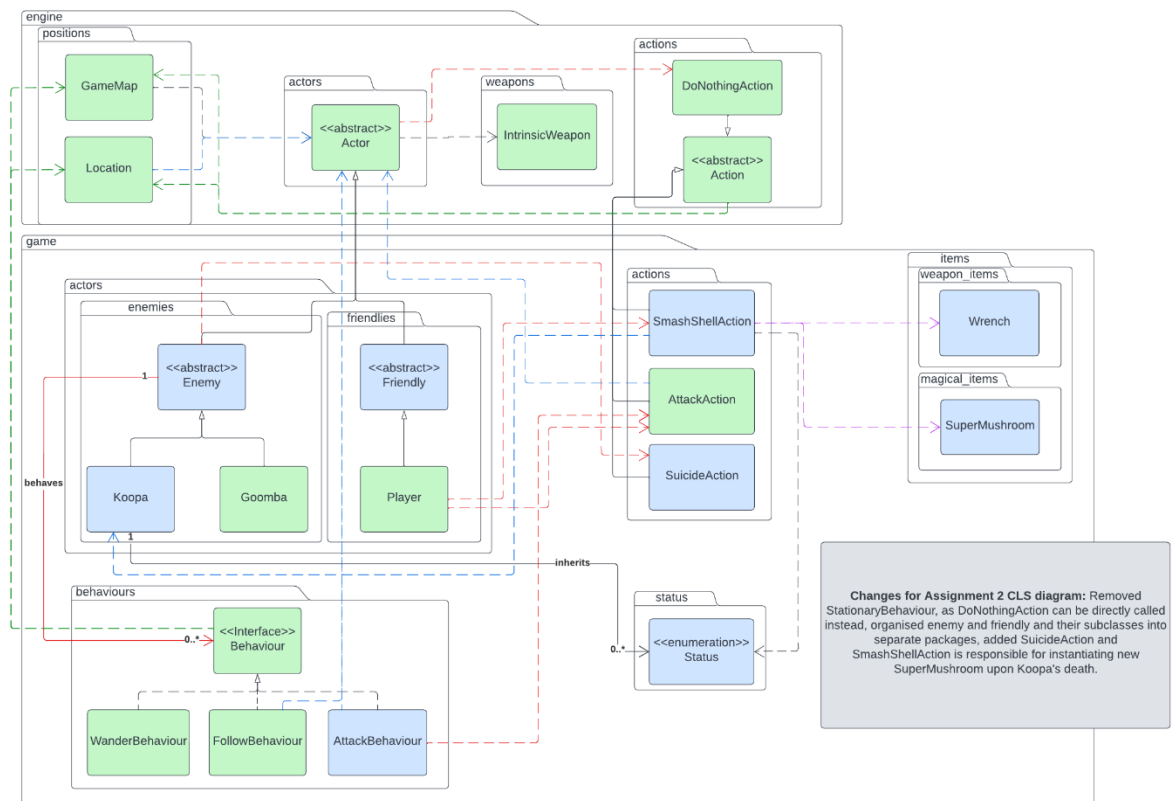 engine
positions
GameMap
Location
actors
<<abstract>>
Actor
weapons
IntrinsicWeapon
actions
DoNothingAction
<<abstract>>
Action
game
actors
enemies
<<abstract>>
Enemy
1
Koopa
Goomba
1
friendlies
<<abstract>>
Friendly
Player
actions
SmashShellAction
AttackAction
SuicideAction
items
weapon_items
Wrench
magical_items
SuperMushroom
behaves
inherits
behaviours
<<Interface>>
Behaviour
0..*
WanderBehaviour
FollowBehaviour
AttackBehaviour
status
<<enumeration>>
Status
0..*
Changes for Assignment 2 CLS diagram: Removed
StationaryBehaviour, as DoNothingAction can be directly called
instead, organised enemy and friendly and their subclasses into
separate packages, added SuicideAction and
SmashShellAction is responsible for instantiating new
SuperMushroom upon Koopa's death.